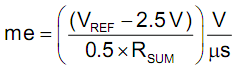 me = ( (V_REF − 2.5 V) / (0.5 × R_SUM) ) V/μs